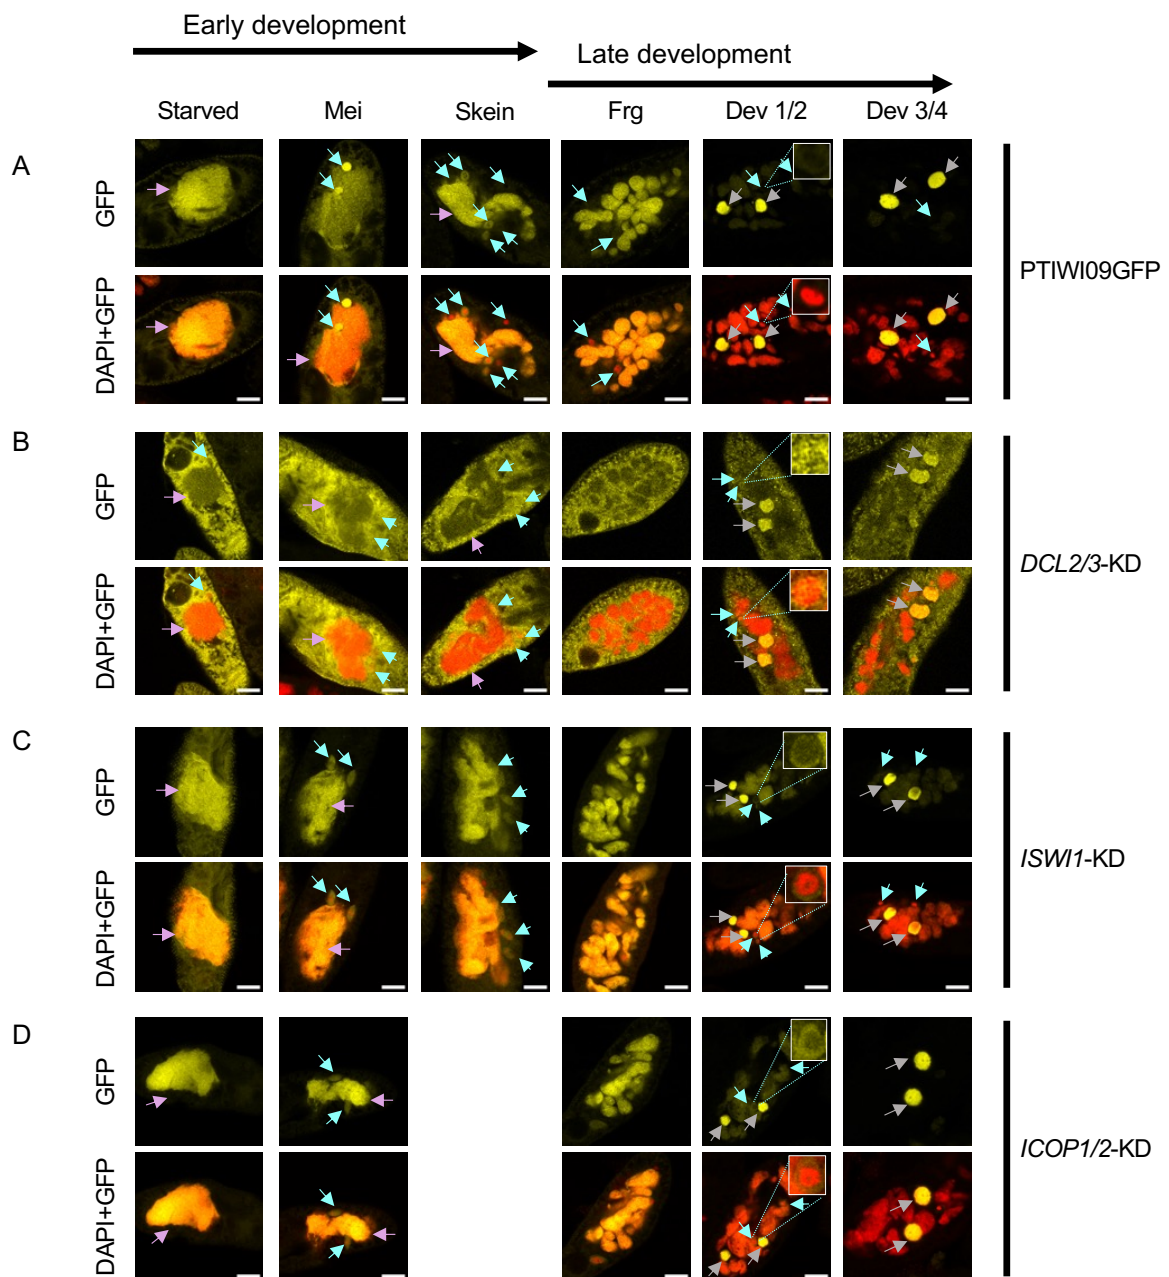 Early development
Late development
Starved
Mei
Skein
Frg
Dev 1/2
Dev 3/4
A
GFP
DAPI+GFP
PTIWI09GFP
B
GFP
DAPI+GFP
DCL2/3-KD
C
GFP
DAPI+GFP
ISWI1-KD
D
GFP
DAPI+GFP
ICOP1/2-KD